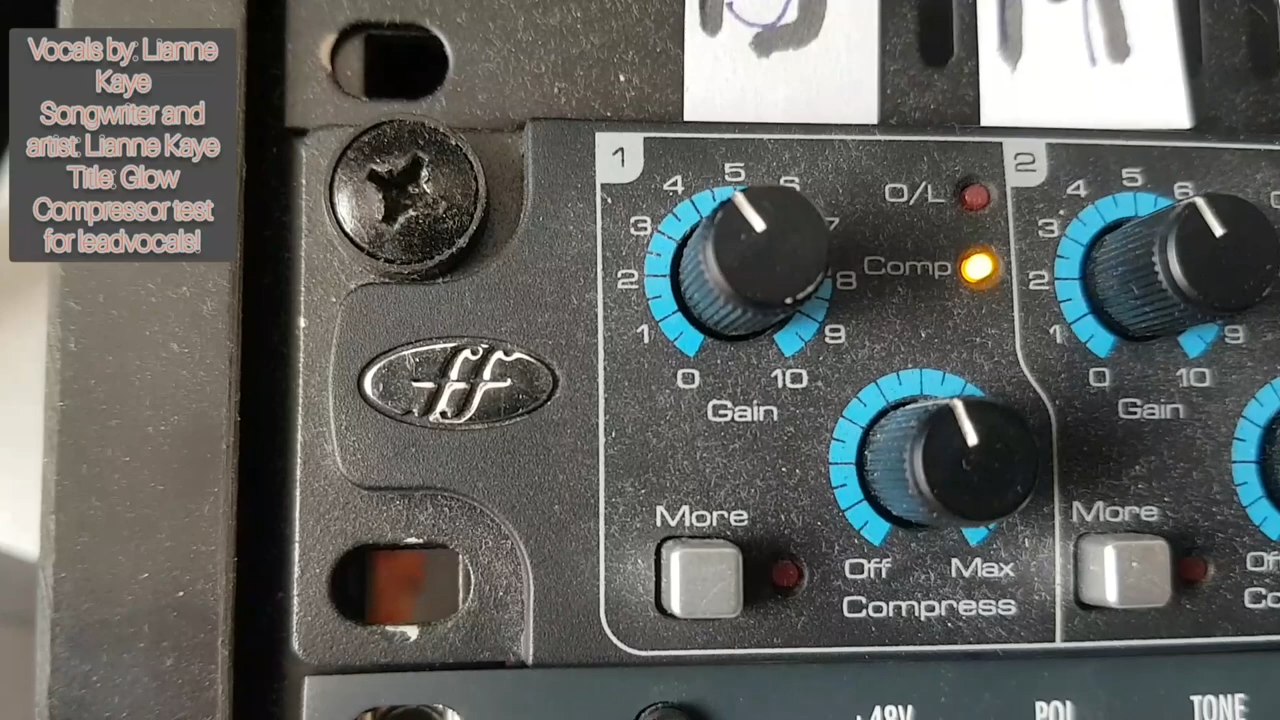 Vocals by: Lianne
Kaye
Songwriter and
artist: Lianne Kaye
Title: Glow
Compressor test
for leadvocals!
ff
1
0
1
2
3
4
5
6
7
8
9
10
Gain
O/L
Comp
More
Off
Max
Compress
2
0
1
2
3
4
5
6
9
10
Gain
More
+48V
POL
TONE